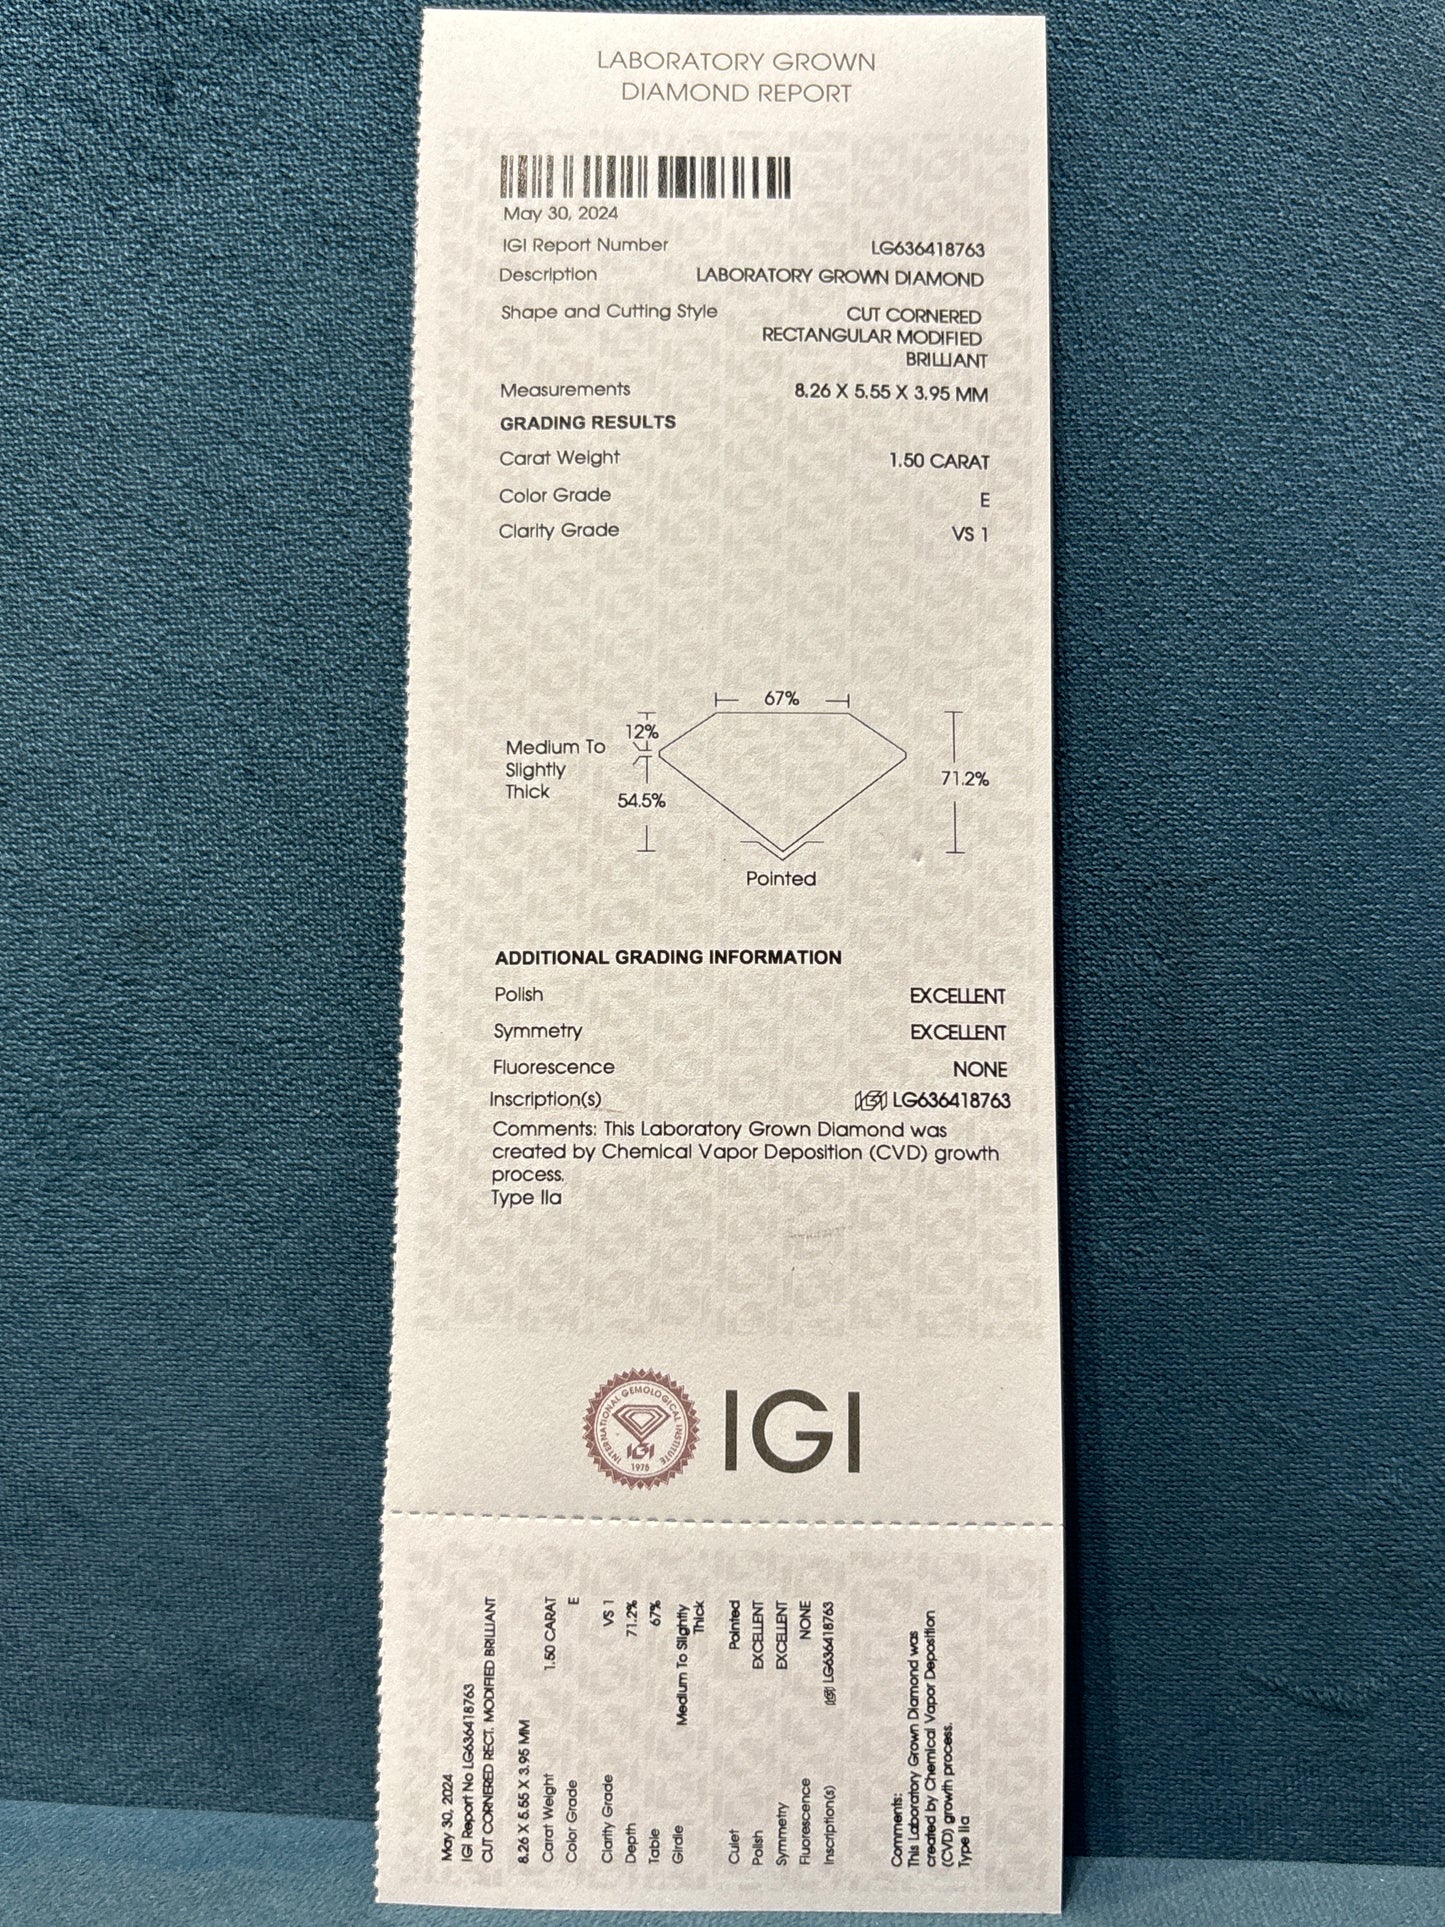 LABORATORY GROWN
DIAMOND REPORT
May 30, 2024
IGI Report Number LG636418763
Description LABORATORY GROWN DIAMOND
Shape and Cutting Style CUT CORNERED
RECTANGULAR MODIFIED
BRILLIANT
Measurements 8.26 X 5.55 X 3.95 MM
GRADING RESULTS
Carat Weight 1.50 CARAT
Color Grade E
Clarity Grade VS 1
67%
12%
Medium To
Slightly
Thick
71.2%
54.5%
Pointed
ADDITIONAL GRADING INFORMATION
Polish EXCELLENT
Symmetry EXCELLENT
Fluorescence NONE
Inscription(s) IGI LG636418763
Comments: This Laboratory Grown Diamond was
created by Chemical Vapor Deposition (CVD) growth
process.
Type IIa
INTERNATIONAL GEMOLOGICAL INSTITUTE
IGI
1975
IGI
May 30, 2024
IGI Report No LG636418763
CUT CORNERED RECT. MODIFIED BRILLIANT
8.26 X 5.55 X 3.95 MM
Carat Weight 1.50 CARAT
Color Grade E
Clarity Grade VS 1
Depth 71.2%
Table 67%
Girdle Medium To Slightly
Thick
Culet Pointed
Polish EXCELLENT
Symmetry EXCELLENT
Fluorescence NONE
Inscription(s) IGI LG636418763
Comments:
This Laboratory Grown Diamond was
created by Chemical Vapor Deposition
(CVD) growth process.
Type IIa